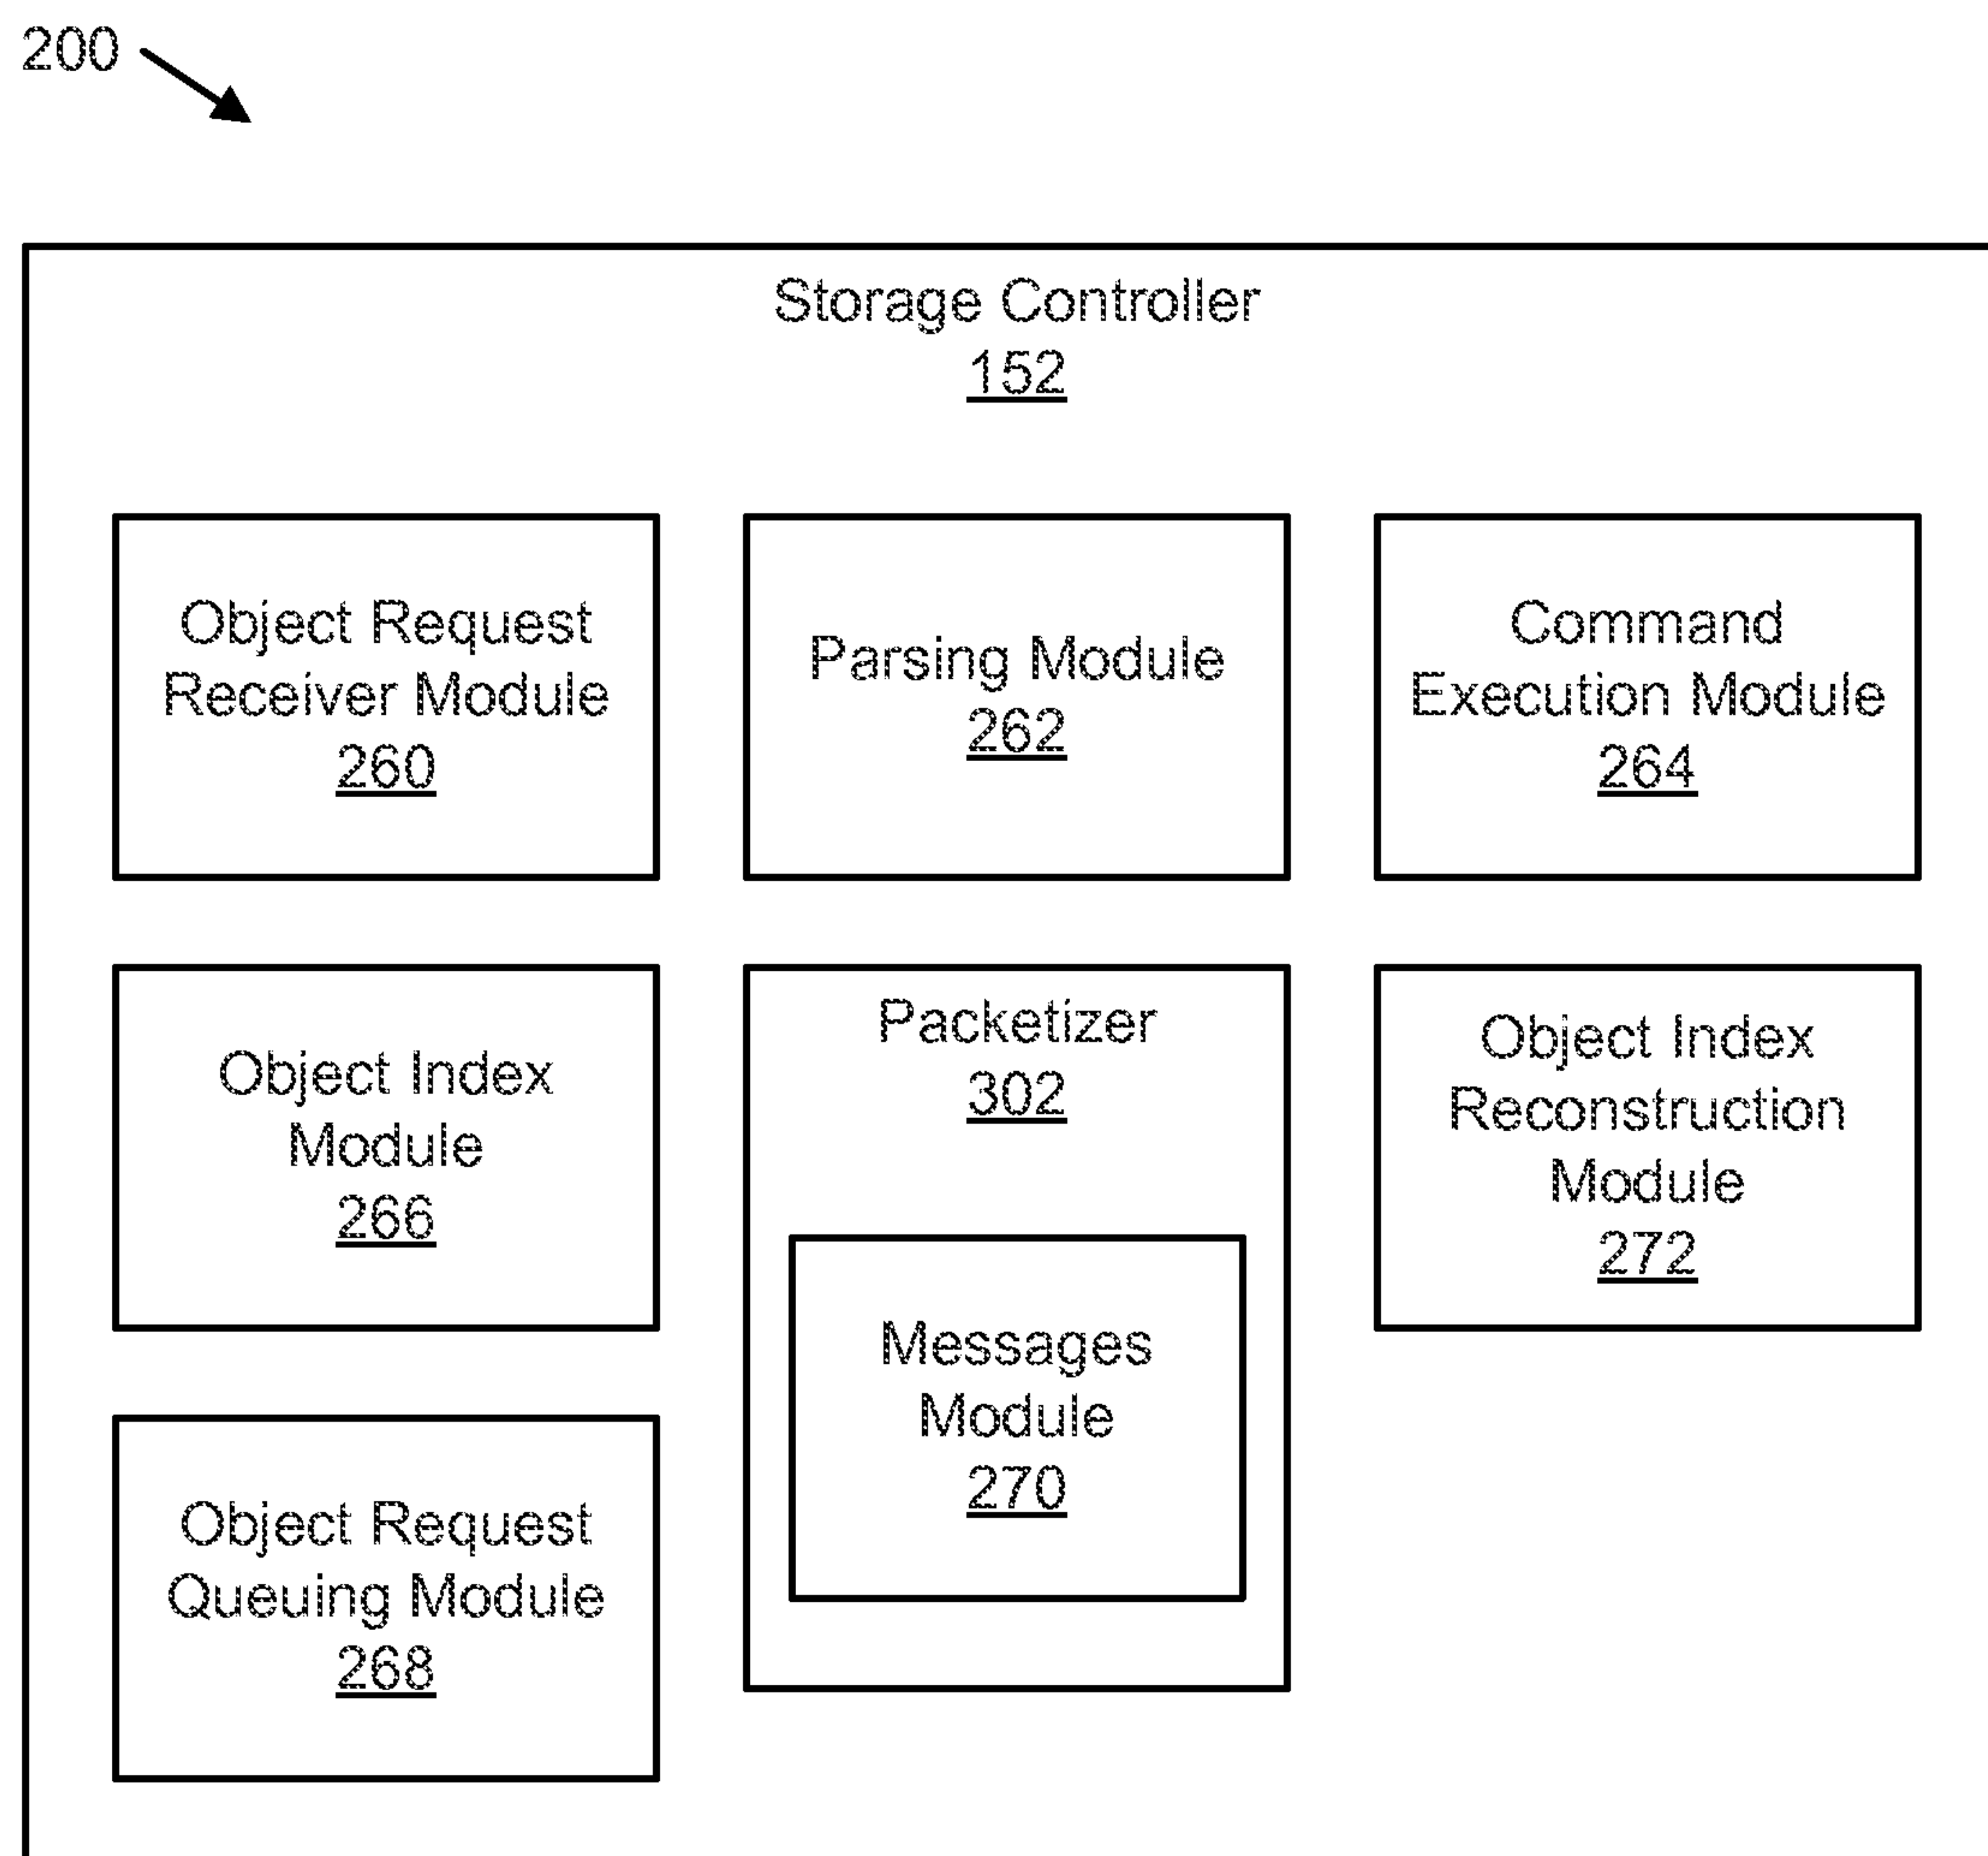 200
Storage Controller
152
Object Request
Receiver Module
260
Parsing Module
262
Command
Execution Module
264
Object Index
Module
266
Packetizer
302
Messages
Module
270
Object Index
Reconstruction
Module
272
Object Request
Queuing Module
268